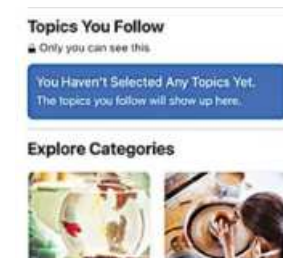 Topics You Follow
Only you can see this
You Haven't Selected Any Topics Yet.
The topics you follow will show up here.
Explore Categories